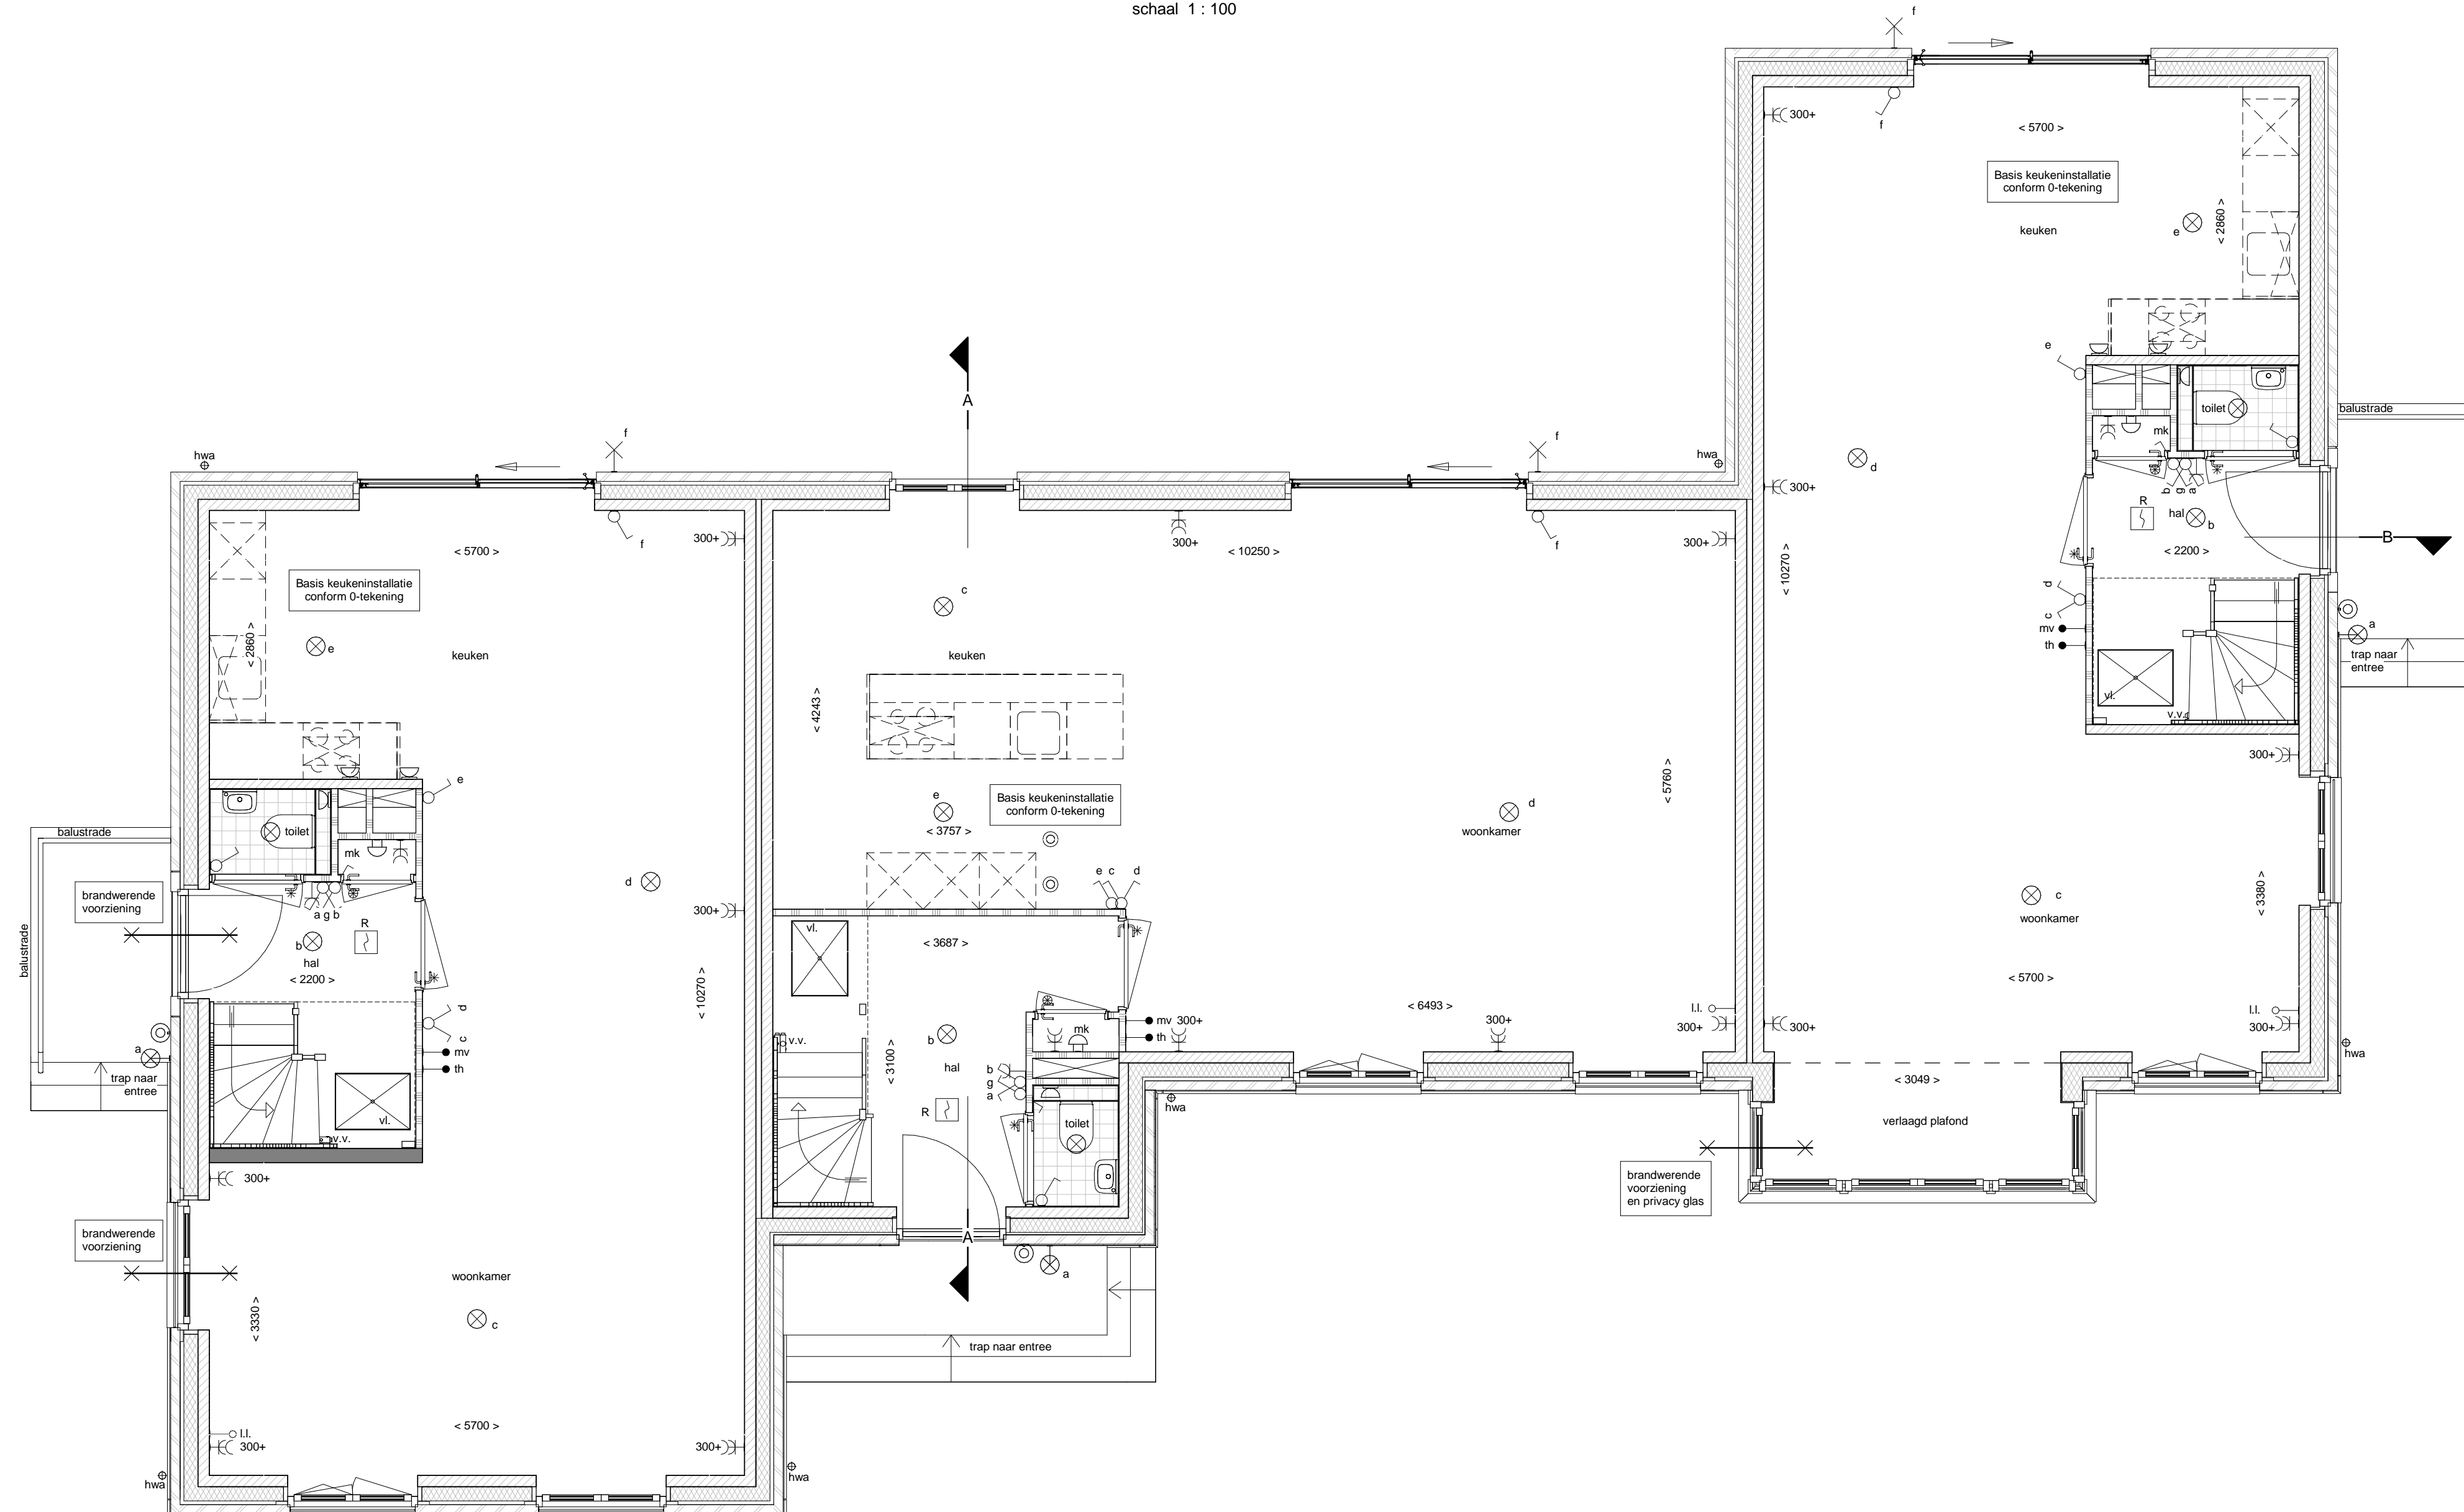 schaal 1 : 100
f
300+
f
< 5700 >
Basis keukeninstallatie
conform 0-tekening
keuken
e
< 2860 >
e
toilet
balustrade
mk
d
300+
b
g
a
R
hal
b
< 2200 >
B
< 10270 >
d
c
mv
th
a
trap naar
entree
vl.
v.v.
300+
c
woonkamer
< 3380 >
< 5700 >
l.l.
300+
300+
hwa
< 3049 >
verlaagd plafond
brandwerende
voorziening
en privacy glas
A
f
hwa
f
300+
300+
< 10250 >
f
300+
hwa
c
keuken
< 4243 >
e
< 3757 >
Basis keukeninstallatie
conform 0-tekening
d
woonkamer
< 5760 >
e
c
d
vl.
< 3687 >
b
hal
< 3100 >
v.v.
mk
mv
300+
th
< 6493 >
300+
l.l.
300+
b
g
a
R
toilet
hwa
A
a
trap naar entree
hwa
f
< 5700 >
Basis keukeninstallatie
conform 0-tekening
< 2860 >
e
keuken
e
toilet
mk
balustrade
balustrade
brandwerende
voorziening
a g b
R
b
hal
< 2200 >
d
300+
< 10270 >
d
c
mv
th
a
trap naar
entree
vl.
v.v.
300+
brandwerende
voorziening
woonkamer
c
< 3330 >
< 5700 >
l.l.
300+
300+
hwa